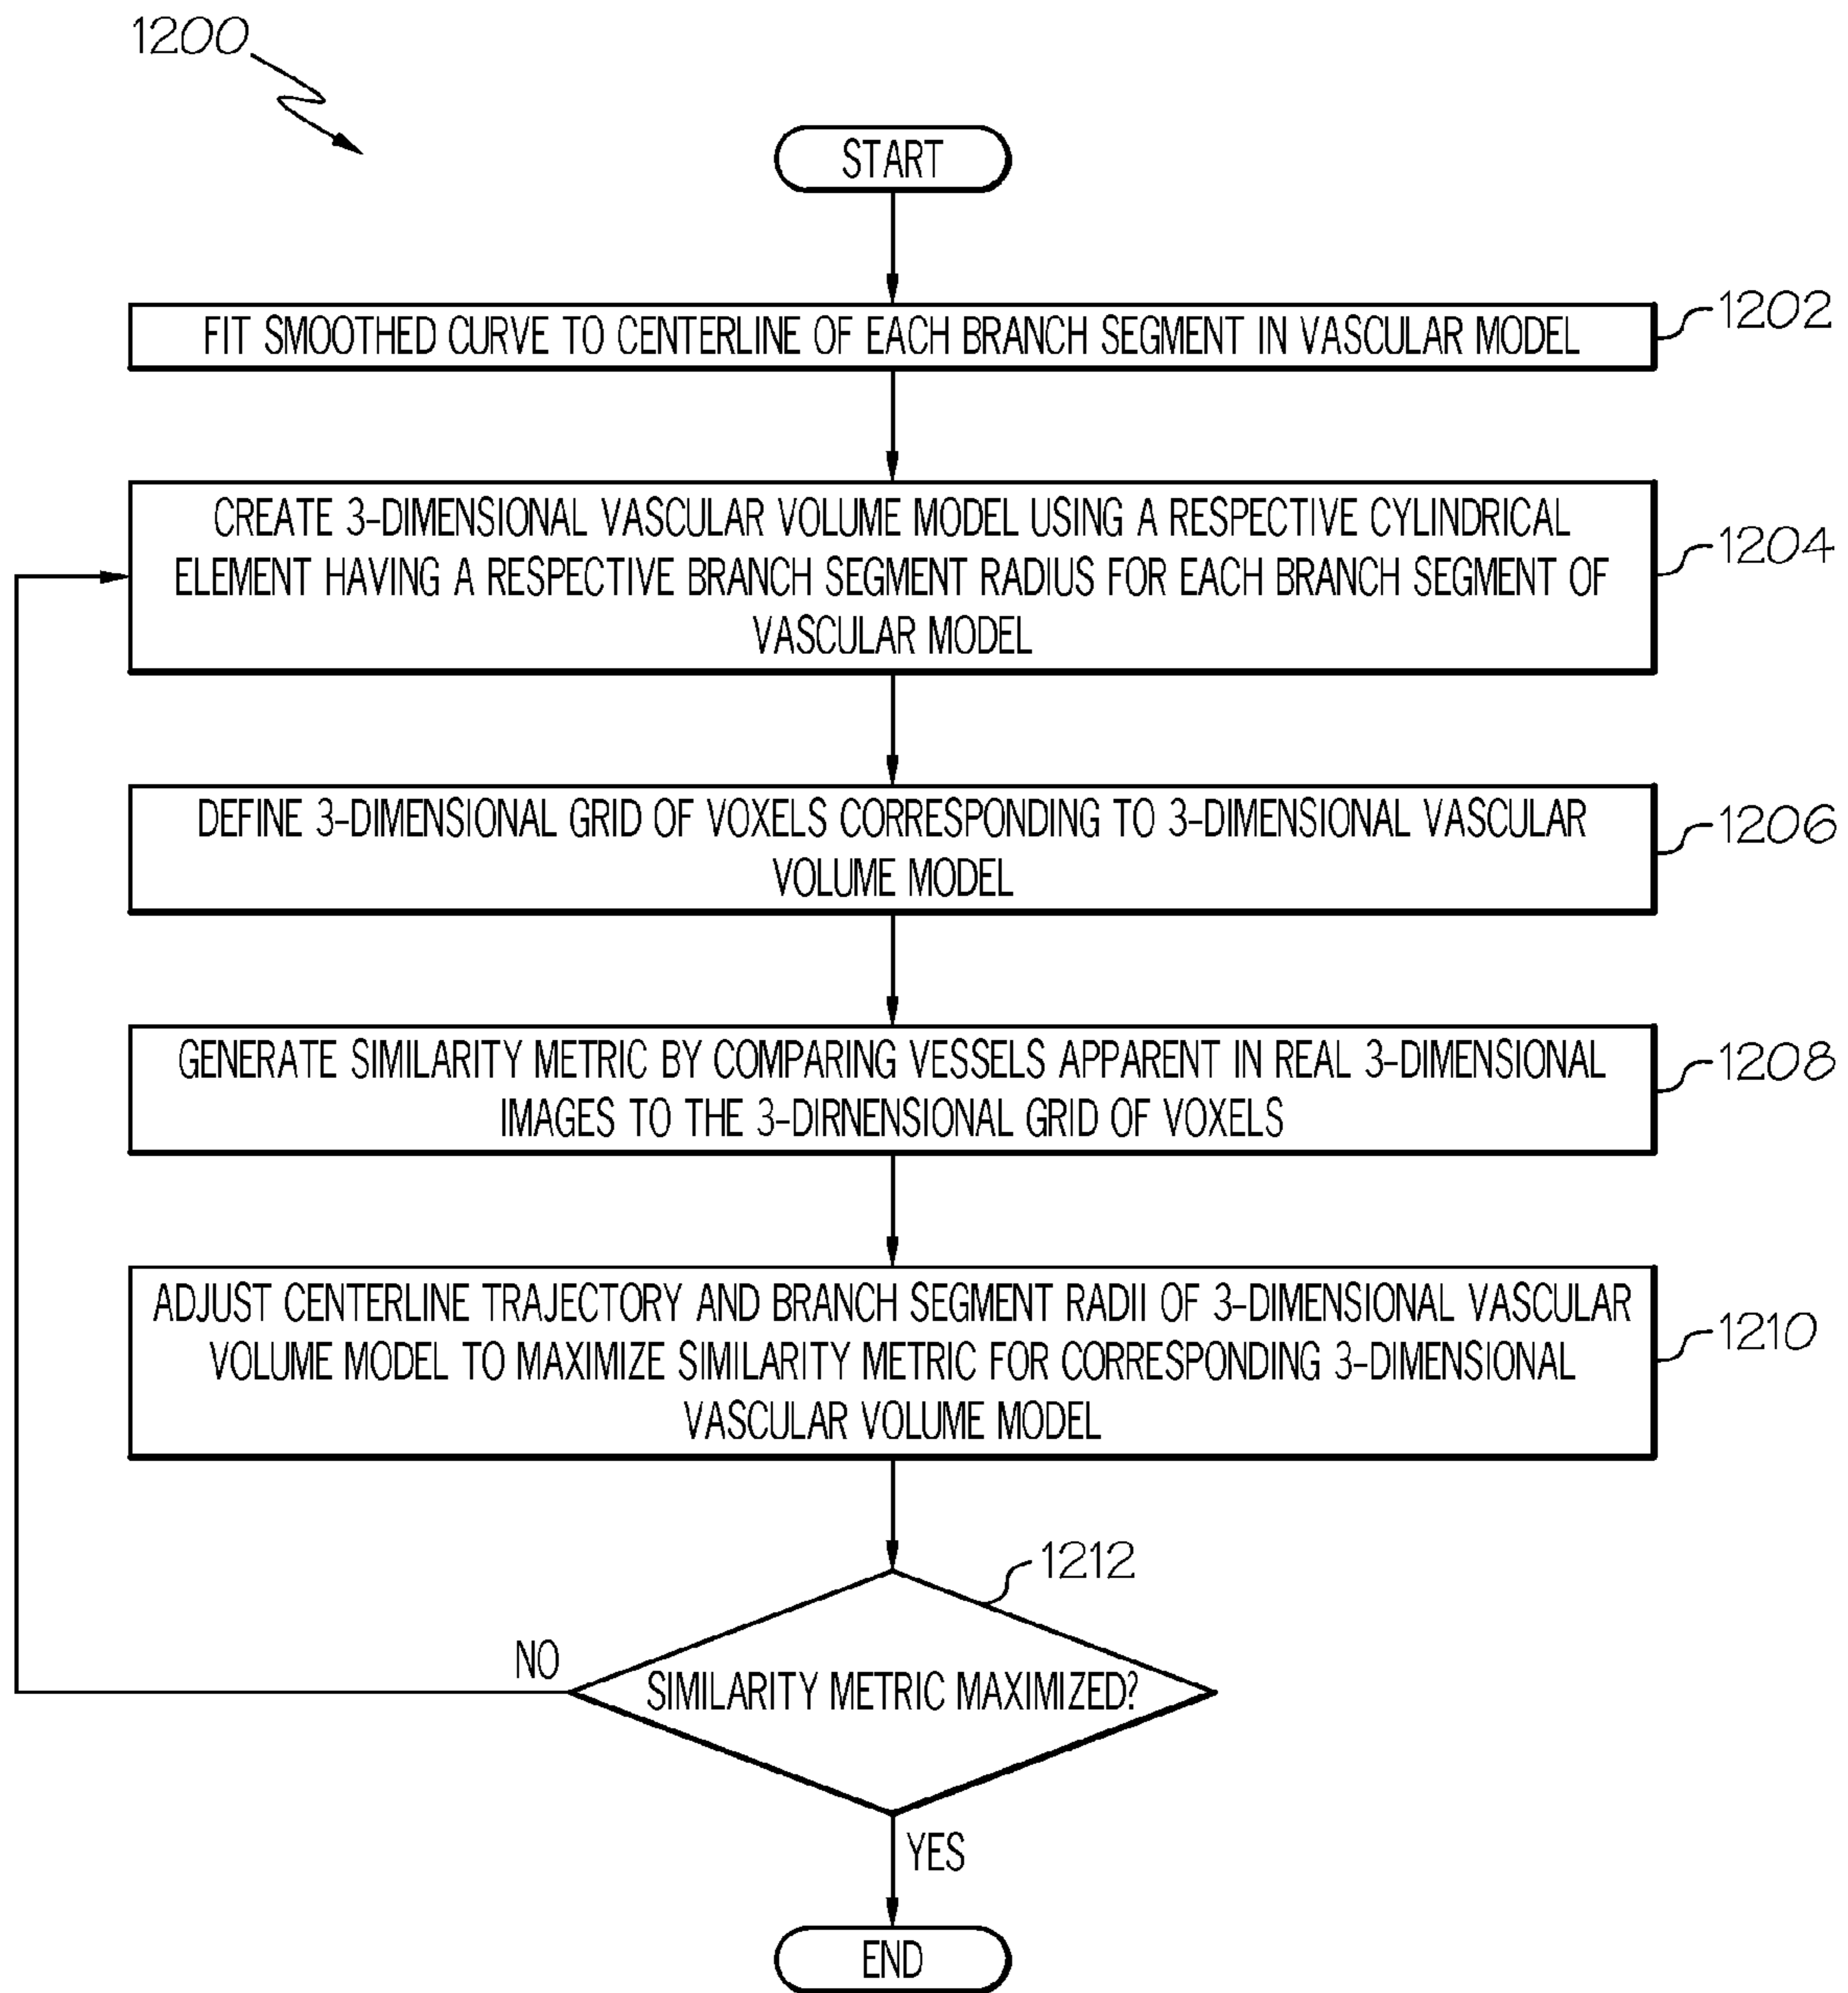 1200
START
FIT SMOOTHED CURVE TO CENTERLINE OF EACH BRANCH SEGMENT IN VASCULAR MODEL
1202
CREATE 3-DIMENSIONAL VASCULAR VOLUME MODEL USING A RESPECTIVE CYLINDRICAL
ELEMENT HAVING A RESPECTIVE BRANCH SEGMENT RADIUS FOR EACH BRANCH SEGMENT OF
VASCULAR MODEL
1204
DEFINE 3-DIMENSIONAL GRID OF VOXELS CORRESPONDING TO 3-DIMENSIONAL VASCULAR
VOLUME MODEL
1206
GENERATE SIMILARITY METRIC BY COMPARING VESSELS APPARENT IN REAL 3-DIMENSIONAL
IMAGES TO THE 3-DIRNENSIONAL GRID OF VOXELS
1208
ADJUST CENTERLINE TRAJECTORY AND BRANCH SEGMENT RADII OF 3-DIMENSIONAL VASCULAR
VOLUME MODEL TO MAXIMIZE SIMILARITY METRIC FOR CORRESPONDING 3-DIMENSIONAL
VASCULAR VOLUME MODEL
1210
1212
NO
SIMILARITY METRIC MAXIMIZED?
YES
END